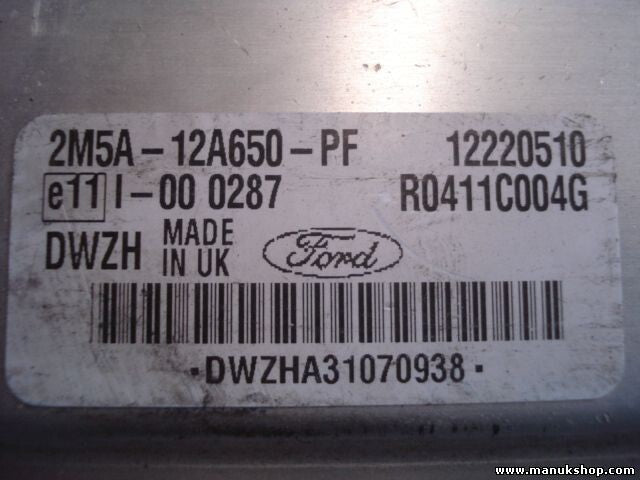 2M5A-12A650-PF 12220510
e11 I-00 0287 R0411C004G
DWZH MADE IN UK Ford
·DWZHA31070938·
www.manukshop.com